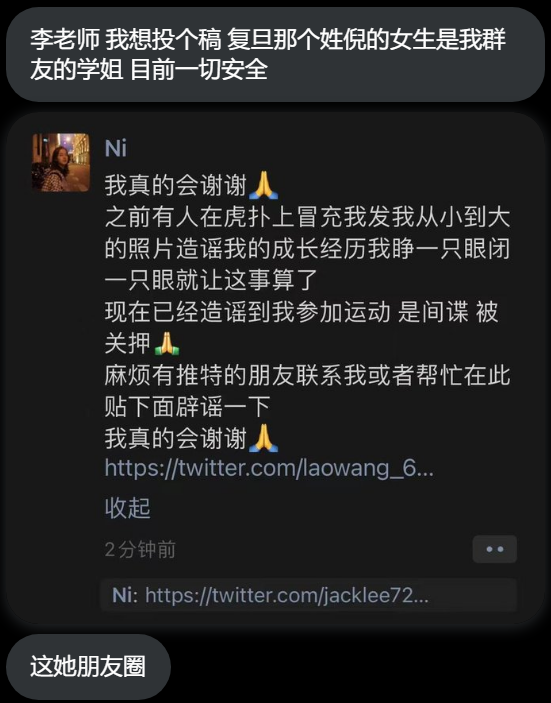 李老师 我想投个稿 复旦那个姓倪的女生是我群
友的学姐 目前一切安全
Ni
我真的会谢谢🙏
之前有人在虎扑上冒充我发我从小到大
的照片造谣我的成长经历我睁一只眼闭
一只眼就让这事算了
现在已经造谣到我参加运动 是间谍 被
关押🙏
麻烦有推特的朋友联系我或者帮忙在此
贴下面辟谣一下
我真的会谢谢🙏
https://twitter.com/laowang_6...
收起
2分钟前
Ni: https://twitter.com/jacklee72...
这她朋友圈